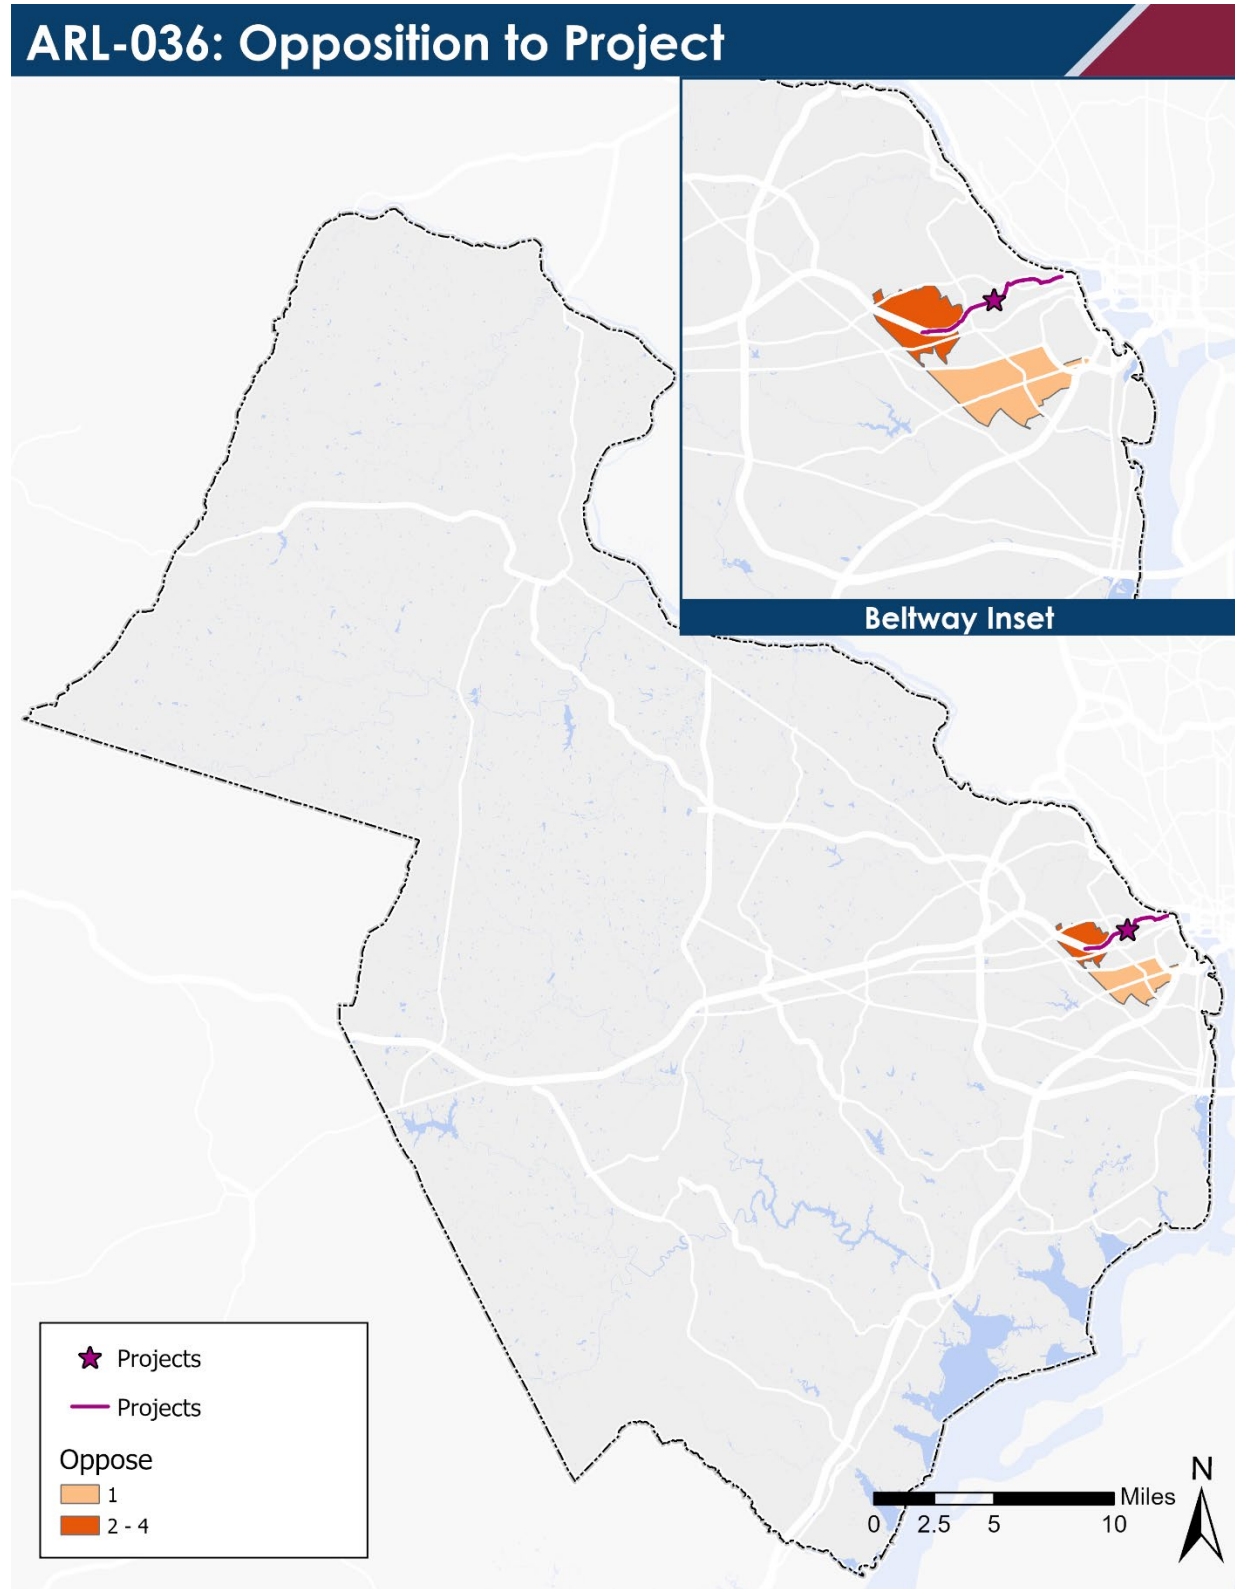 ARL-036: Opposition to Project
Beltway Inset
Projects
Projects
Oppose
1
2 - 4
N
Miles
0 2.5 5 10